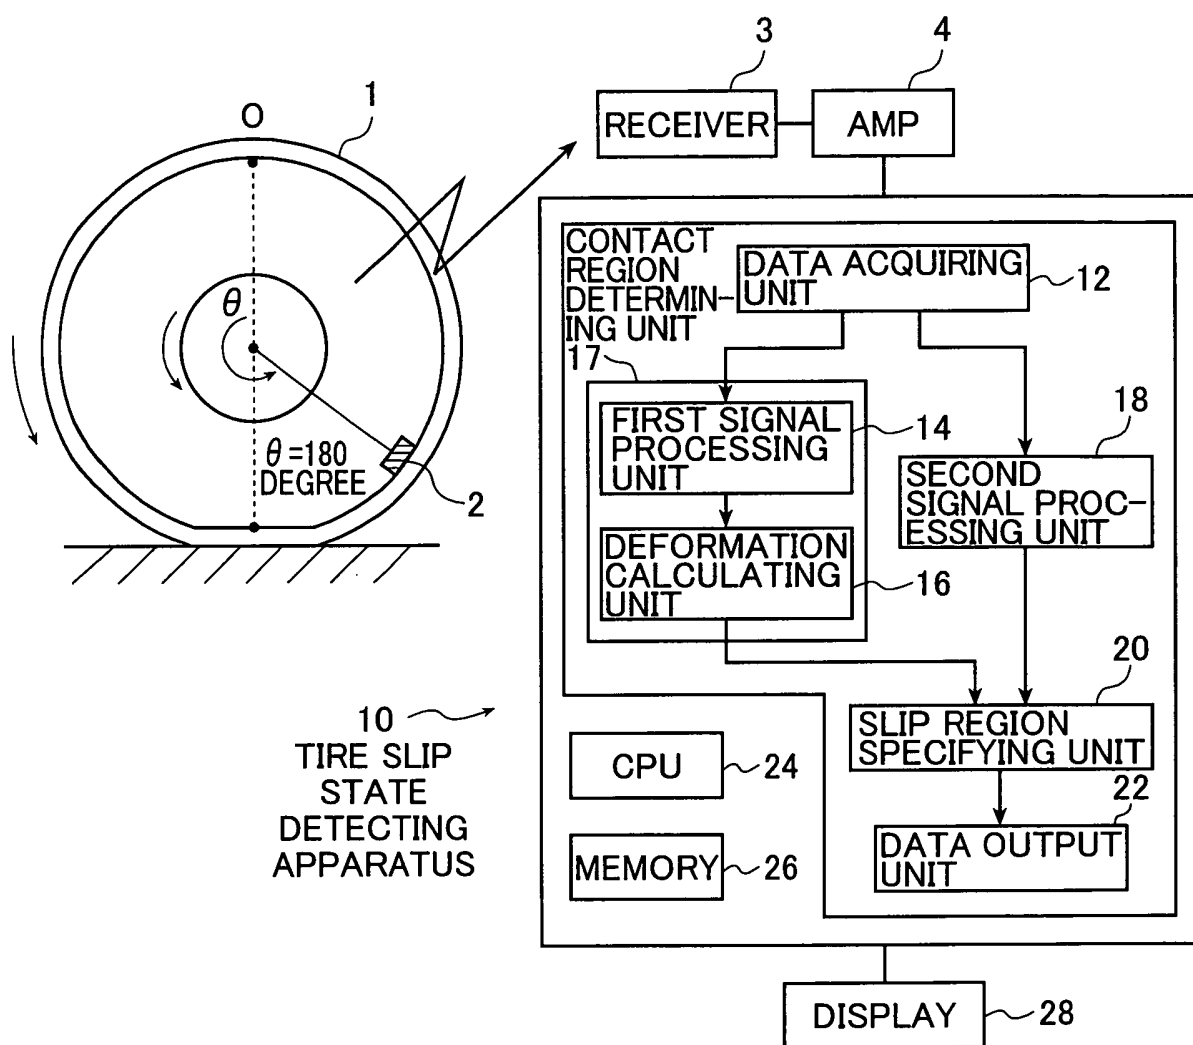 3
4
RECEIVER
AMP
1
O
θ
θ=180
DEGREE
2
CONTACT
REGION
DETERMIN-
ING UNIT
17
DATA ACQUIRING
UNIT
12
FIRST SIGNAL
PROCESSING
UNIT
14
18
SECOND
SIGNAL PROC-
ESSING UNIT
DEFORMATION
CALCULATING
UNIT
16
20
SLIP REGION
SPECIFYING UNIT
22
DATA OUTPUT
UNIT
10
TIRE SLIP
STATE
DETECTING
APPARATUS
CPU
24
MEMORY
26
DISPLAY
28